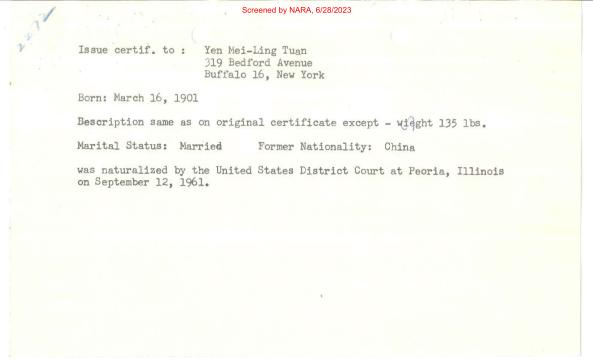 Screened by NARA, 6/28/2023
2272
Issue certif. to : Yen Mei-Ling Tuan
319 Bedford Avenue
Buffalo 16, New York
Born: March 16, 1901
Description same as on original certificate except - wieght 135 lbs.
Marital Status: Married Former Nationality: China
was naturalized by the United States District Court at Peoria, Illinois
on September 12, 1961.